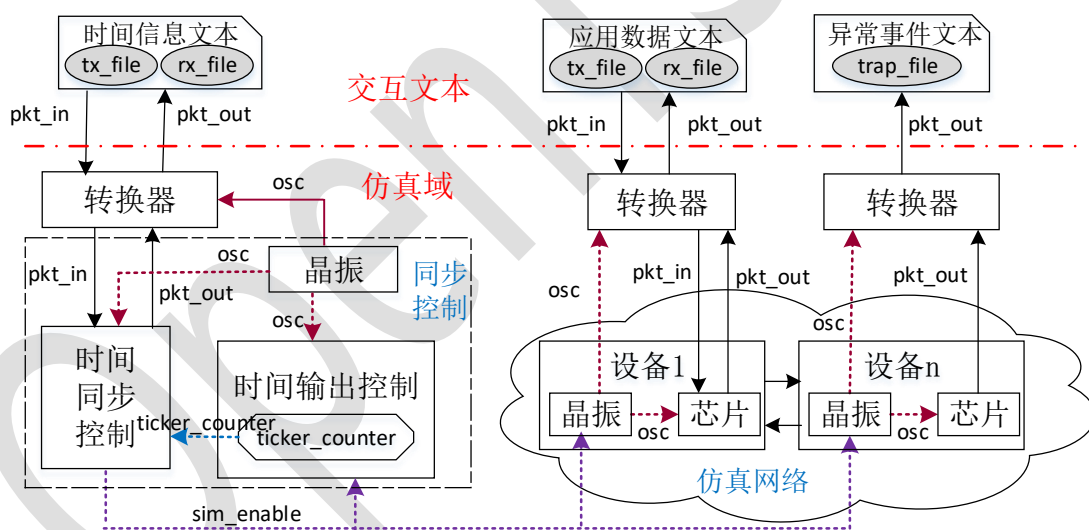 时间信息文本
tx_file
rx_file
应用数据文本
tx_file
rx_file
异常事件文本
trap_file
交互文本
pkt_in
pkt_out
pkt_in
pkt_out
pkt_out
仿真域
转换器
osc
转换器
转换器
osc
晶振
同步
控制
pkt_in
pkt_out
osc
pkt_in
pkt_out
pkt_out
osc
osc
时间
同步
控制
时间输出控制
ticker_counter
ticker_counter
设备1
晶振
芯片
osc
设备n
晶振
芯片
osc
仿真网络
sim_enable